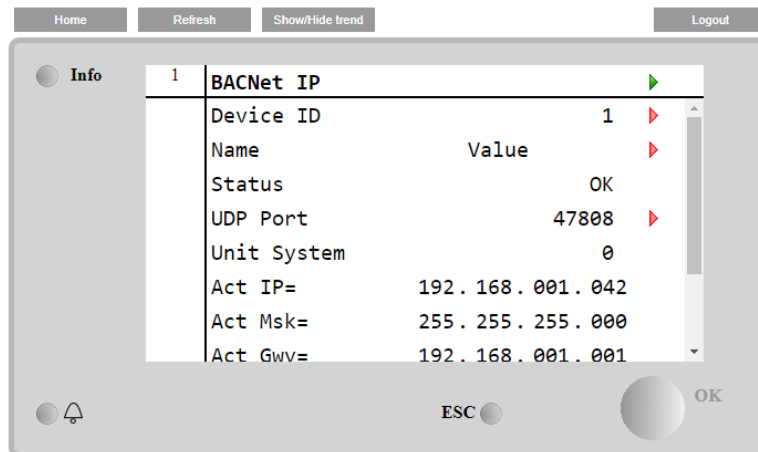 Home Refresh Show/Hide trend Logout
Info
1 BACNet IP
Device ID 1
Name Value
Status OK
UDP Port 47808
Unit System 0
Act IP= 192.168.001.042
Act Msk= 255.255.255.000
Act Gwy= 192.168.001.001
ESC OK